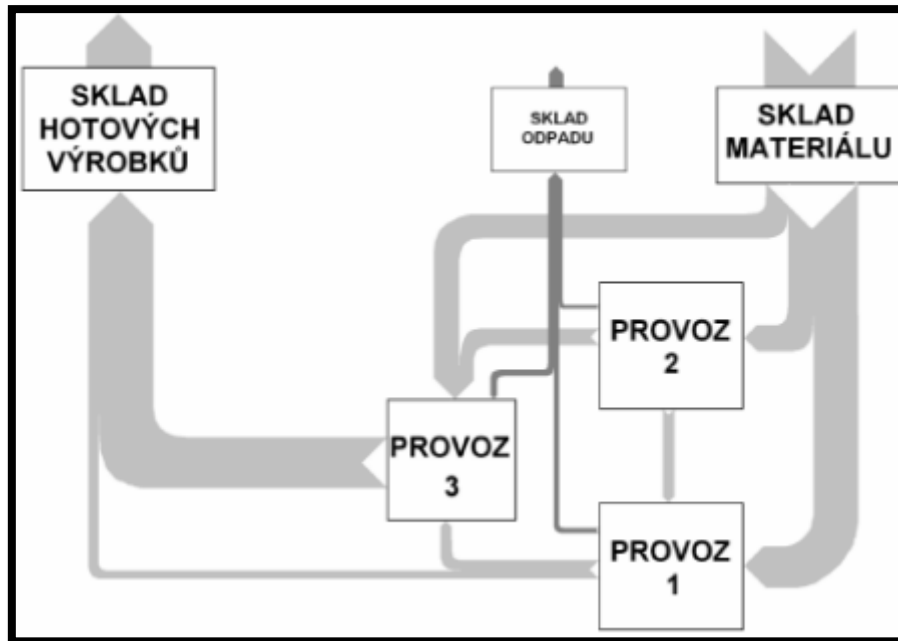 SKLAD
HOTOVÝCH
VÝROBKŮ
SKLAD
ODPADU
SKLAD
MATERIÁLU
PROVOZ
2
PROVOZ
3
PROVOZ
1